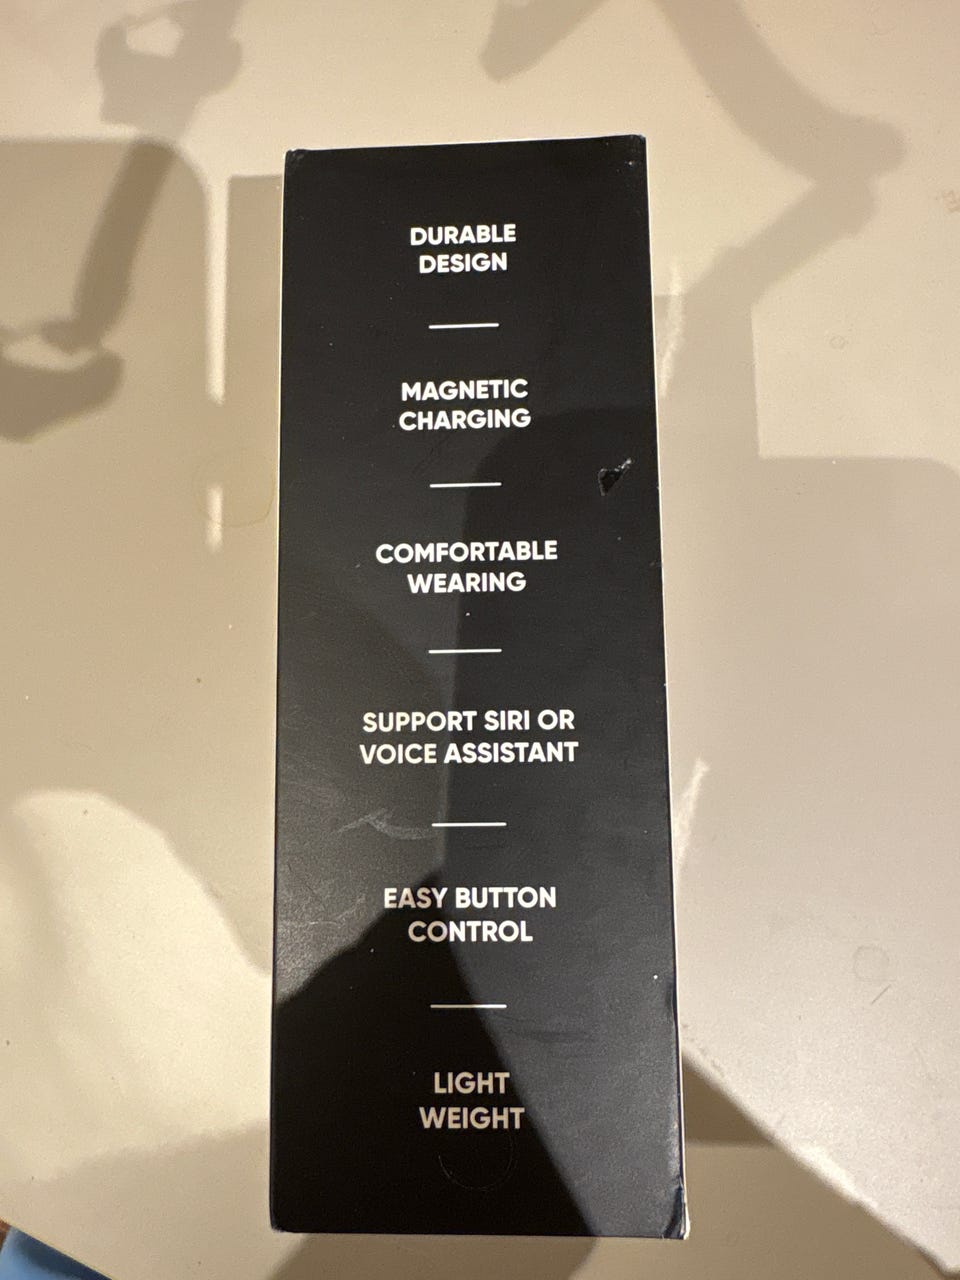 DURABLE
DESIGN
MAGNETIC
CHARGING
COMFORTABLE
WEARING
SUPPORT SIRI OR
VOICE ASSISTANT
EASY BUTTON
CONTROL
LIGHT
WEIGHT